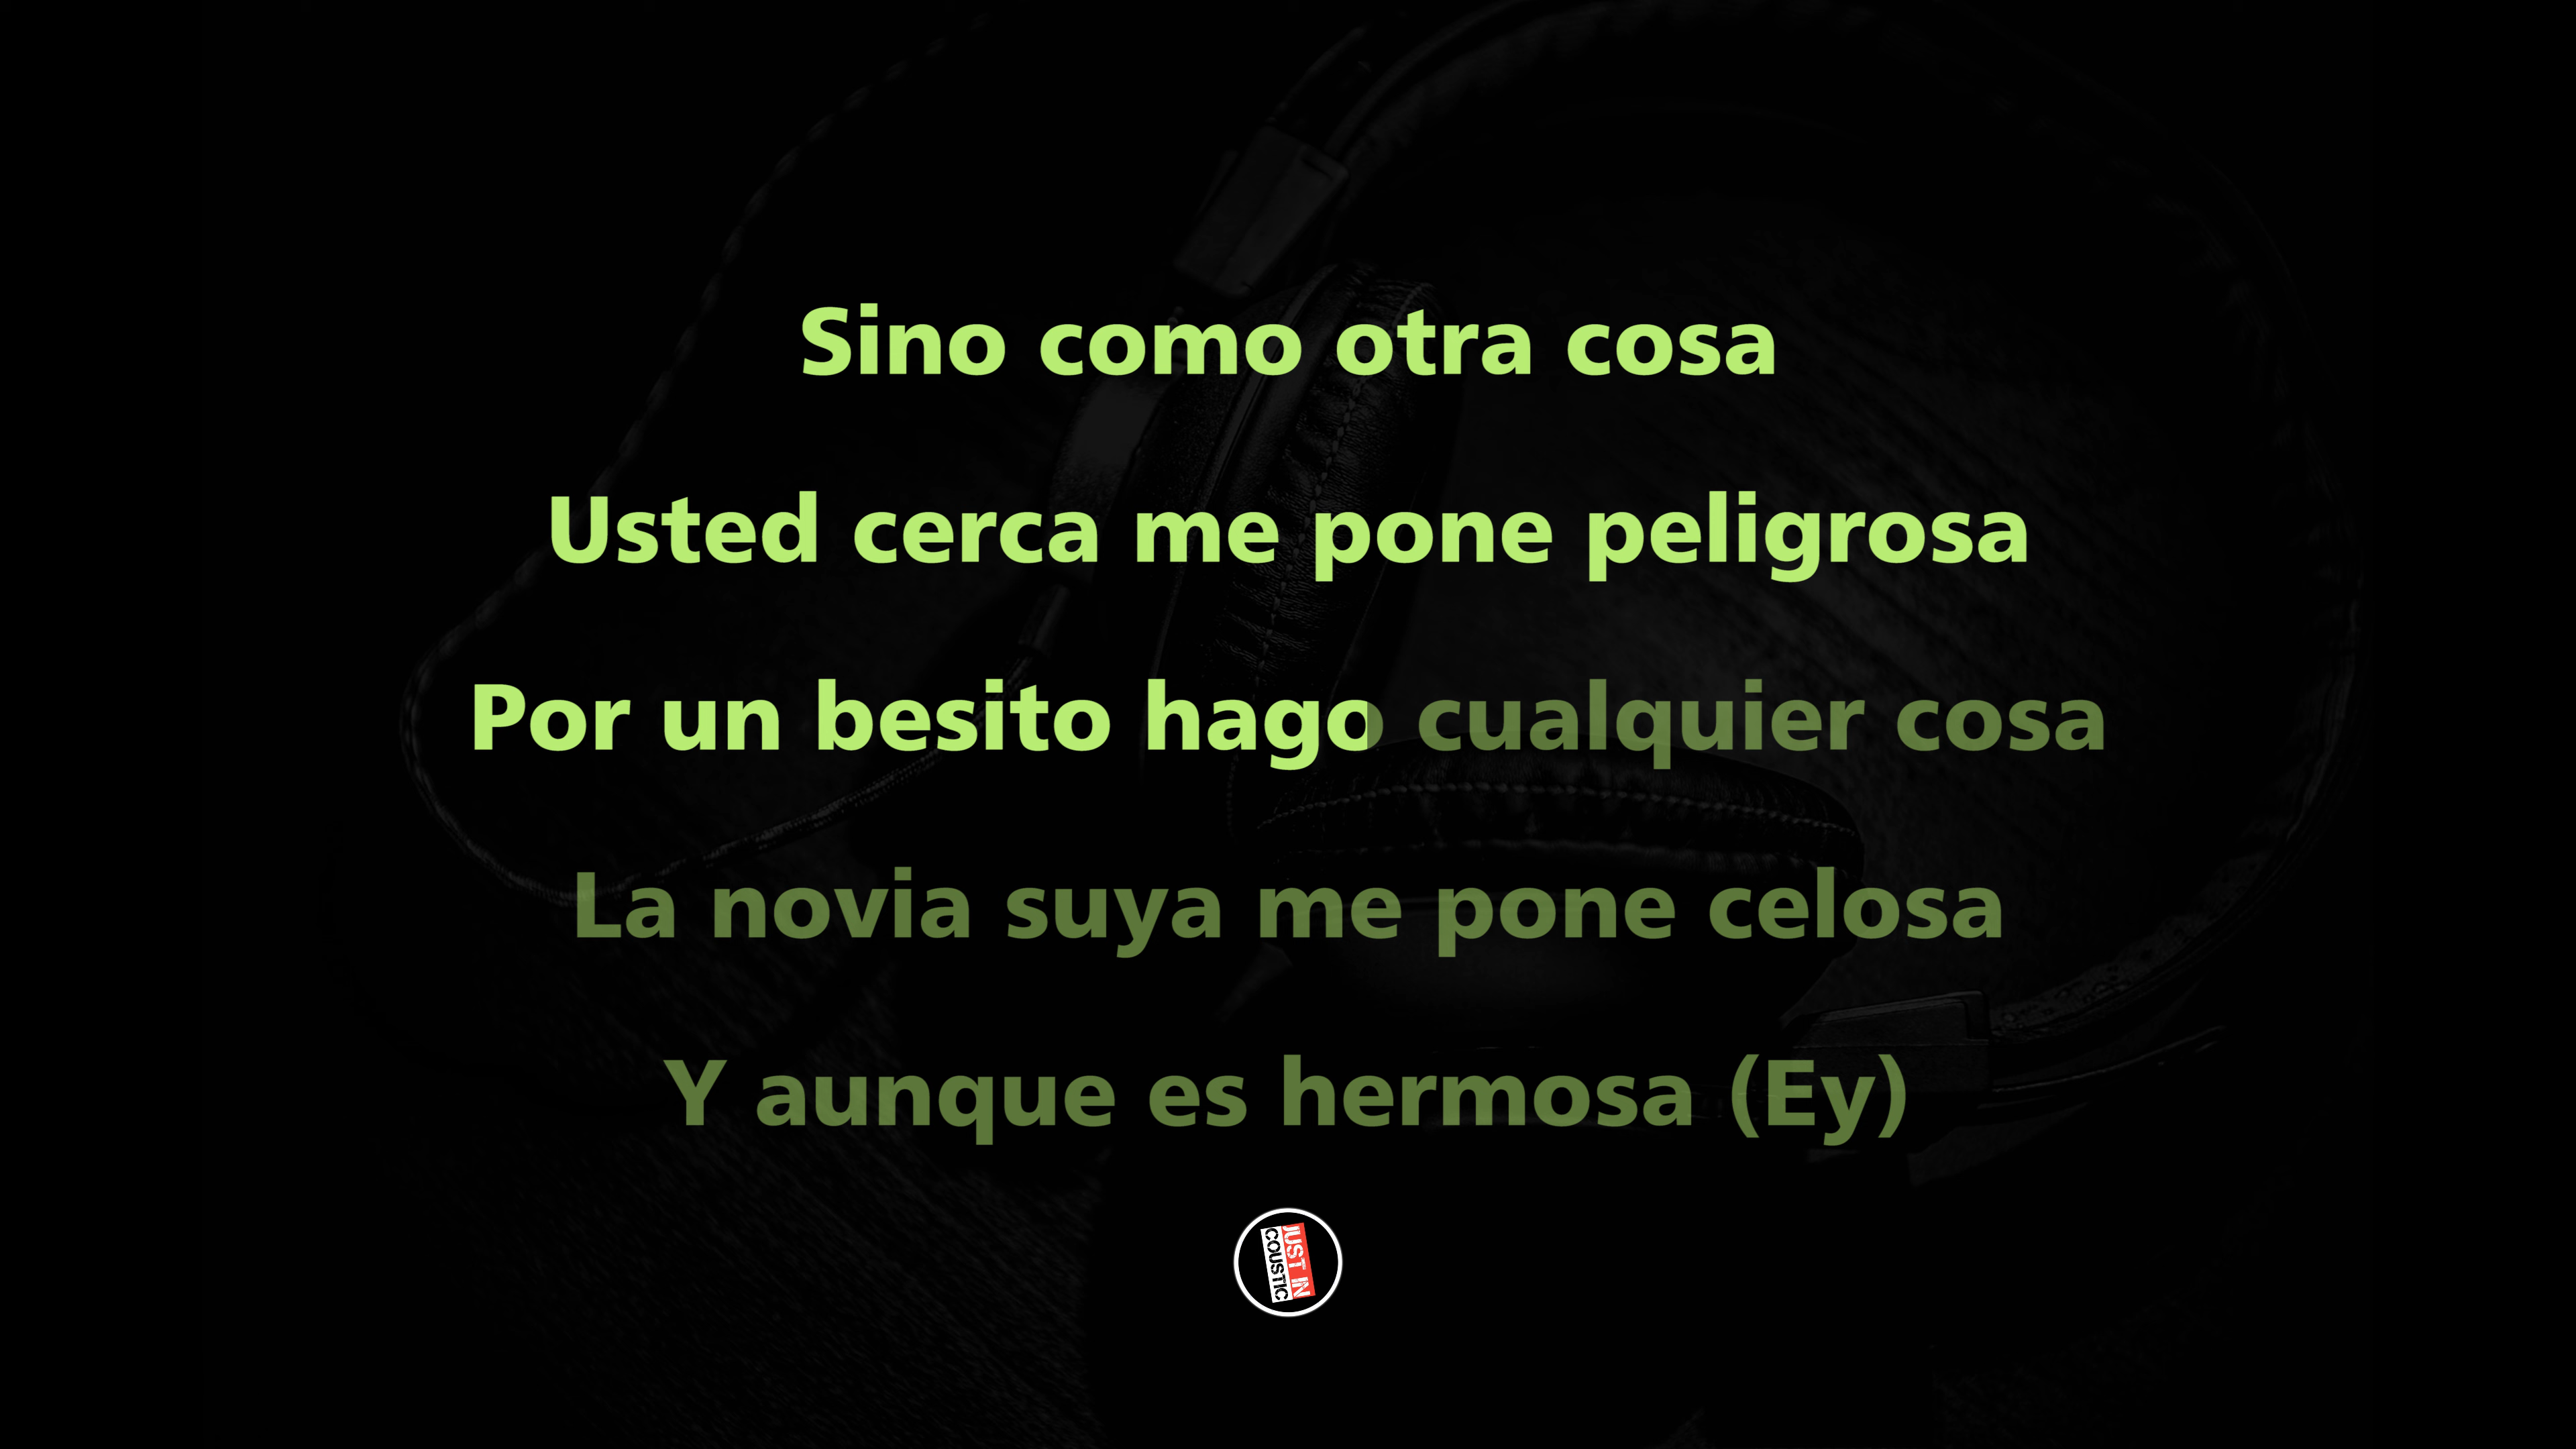 Sino como otra cosa
Usted cerca me pone peligrosa
Por un besito hago cualquier cosa
La novia suya me pone celosa
Y aunque es hermosa (Ey)
JUST IN
COUSTIC